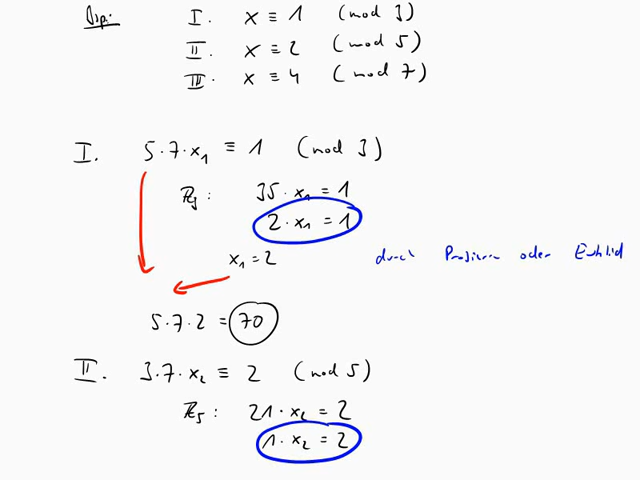 Bsp: I. x ≡ 1 (mod 3)
II. x ≡ 2 (mod 5)
III. x ≡ 4 (mod 7)
I. 5·7·x₁ ≡ 1 (mod 3)
ℤ₃: 35·x₁ = 1
2·x₁ = 1
x₁ = 2 durch Probieren oder Euklid
5·7·2 = 70
II. 3·7·x₂ ≡ 2 (mod 5)
ℤ₅: 21·x₂ = 2
1·x₂ = 2